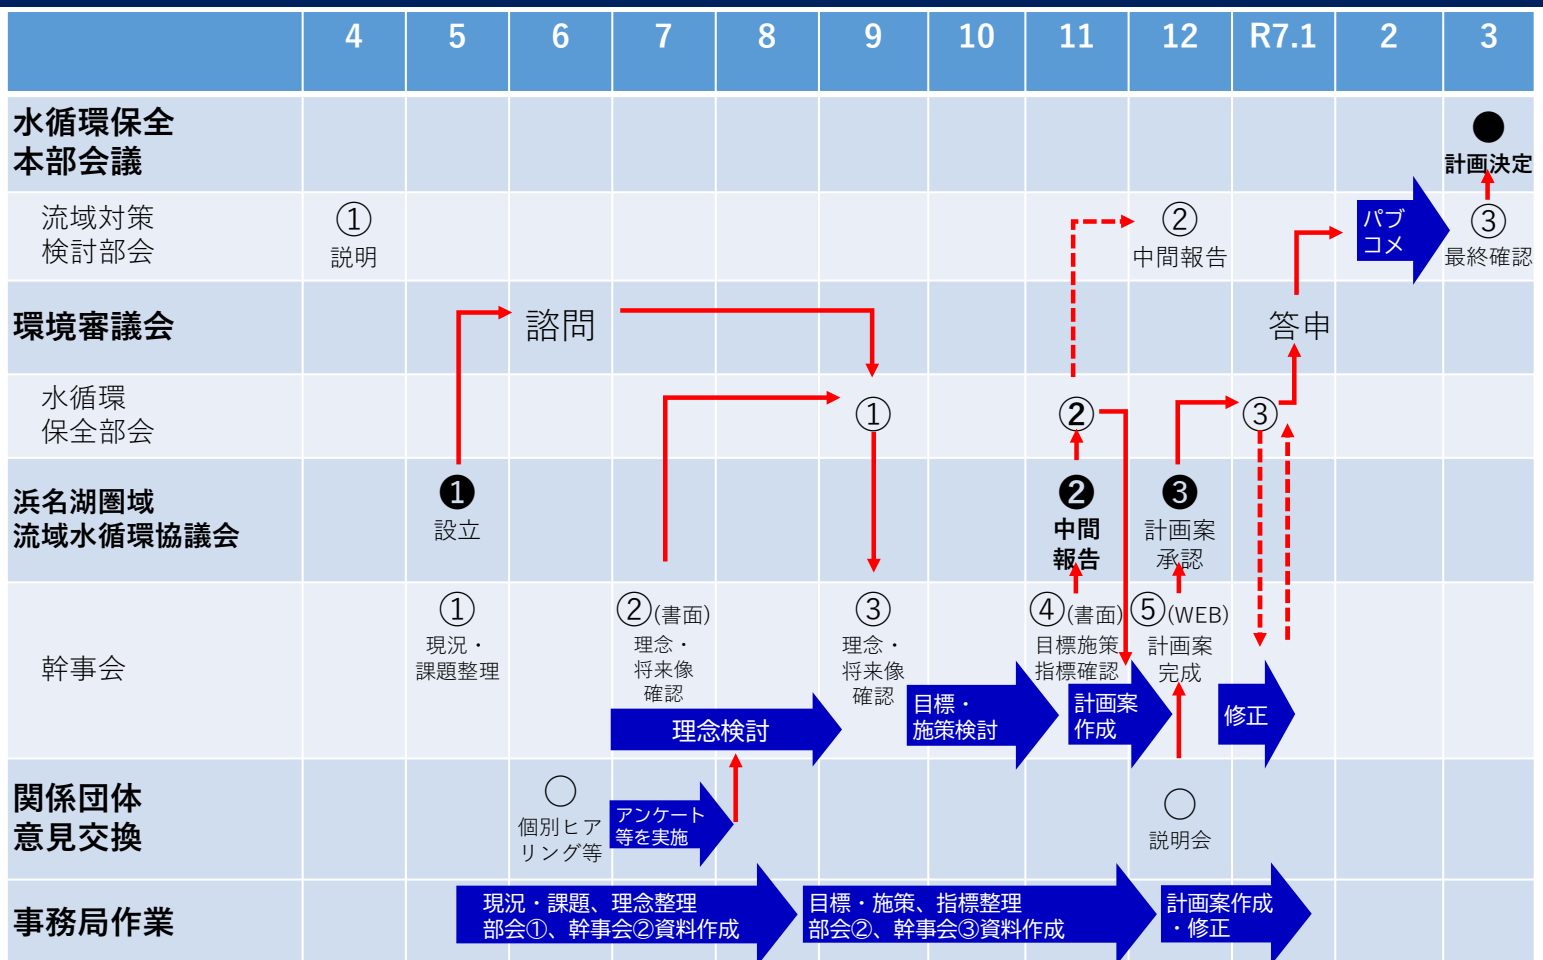 4 5 6 7 8 9 10 11 12 R7.1 2 3
水循環保全
本部会議
●
計画決定
流域対策
検討部会
①
説明
②
中間報告
パブ
コメ
③
最終確認
環境審議会
諮問
答申
水循環
保全部会
①
②
③
浜名湖圏域
流域水循環協議会
❶
設立
❷
中間
報告
❸
計画案
承認
幹事会
①
現況・
課題整理
②(書面)
理念・
将来像
確認
③
理念・
将来像
確認
④(書面)
目標施策
指標確認
⑤(WEB)
計画案
完成
理念検討
目標・
施策検討
計画案
作成
修正
関係団体
意見交換
○
個別ヒア
リング等
アンケート
等を実施
○
説明会
事務局作業
現況・課題、理念整理
部会①、幹事会②資料作成
目標・施策、指標整理
部会②、幹事会③資料作成
計画案作成
・修正